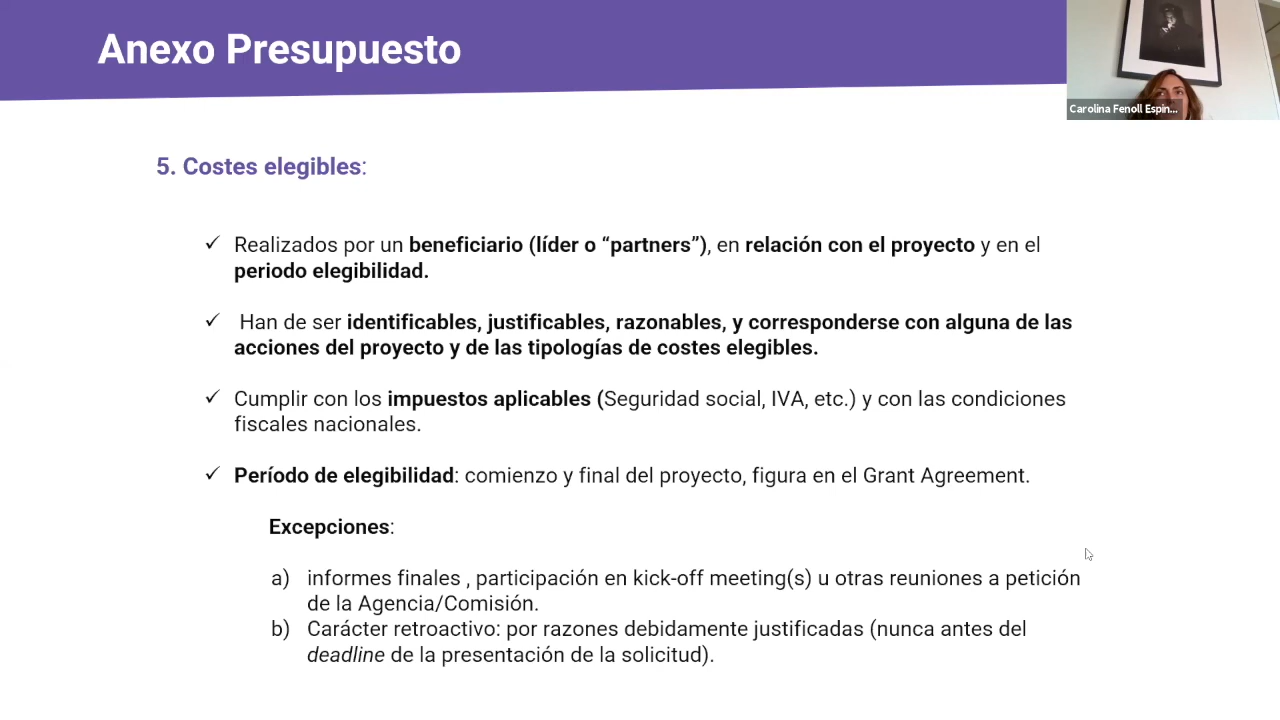 Anexo Presupuesto
Carolina Fenoll Espin...
5. Costes elegibles:
✓ Realizados por un beneficiario (líder o “partners”), en relación con el proyecto y en el
periodo elegibilidad.
✓ Han de ser identificables, justificables, razonables, y corresponderse con alguna de las
acciones del proyecto y de las tipologías de costes elegibles.
✓ Cumplir con los impuestos aplicables (Seguridad social, IVA, etc.) y con las condiciones
fiscales nacionales.
✓ Período de elegibilidad: comienzo y final del proyecto, figura en el Grant Agreement.
Excepciones:
a) informes finales , participación en kick-off meeting(s) u otras reuniones a petición
de la Agencia/Comisión.
b) Carácter retroactivo: por razones debidamente justificadas (nunca antes del
deadline de la presentación de la solicitud).